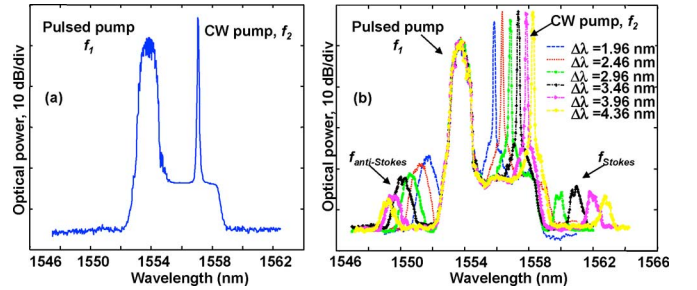 Pulsed pump
f1
CW pump, f2
(a)
Optical power, 10 dB/div
1546
1550
1554
1558
1562
Wavelength (nm)
Pulsed pump
f1
CW pump, f2
(b)
Δλ =1.96 nm
Δλ =2.46 nm
Δλ =2.96 nm
Δλ =3.46 nm
Δλ =3.96 nm
Δλ =4.36 nm
fanti-Stokes
fStokes
Optical power, 10 dB/div
1546
1550
1554
1558
1562
1566
Wavelength (nm)